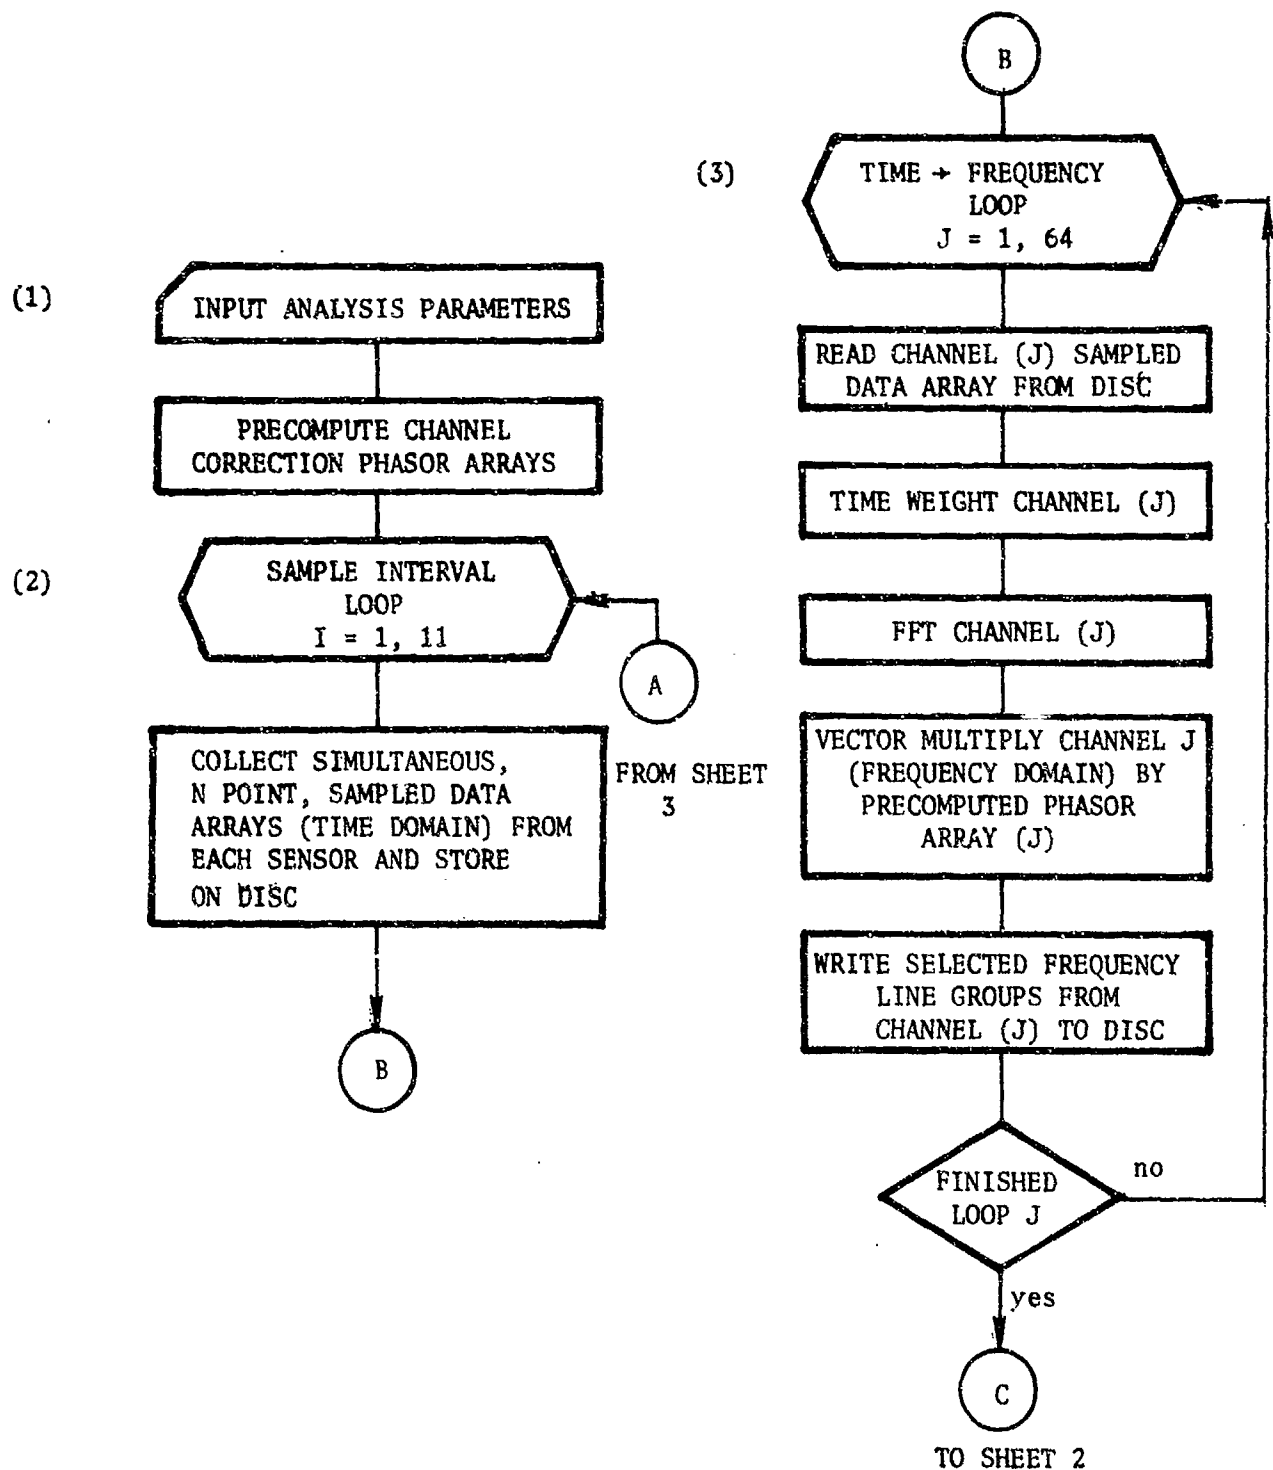 (1)
INPUT ANALYSIS PARAMETERS
PRECOMPUTE CHANNEL
CORRECTION PHASOR ARRAYS
(2)
SAMPLE INTERVAL
LOOP
I = 1, 11
A
FROM SHEET
3
COLLECT SIMULTANEOUS,
N POINT, SAMPLED DATA
ARRAYS (TIME DOMAIN) FROM
EACH SENSOR AND STORE
ON DISC
B
B
(3)
TIME → FREQUENCY
LOOP
J = 1, 64
READ CHANNEL (J) SAMPLED
DATA ARRAY FROM DISC
TIME WEIGHT CHANNEL (J)
FFT CHANNEL (J)
VECTOR MULTIPLY CHANNEL J
(FREQUENCY DOMAIN) BY
PRECOMPUTED PHASOR
ARRAY (J)
WRITE SELECTED FREQUENCY
LINE GROUPS FROM
CHANNEL (J) TO DISC
FINISHED
LOOP J
no
yes
C
TO SHEET 2